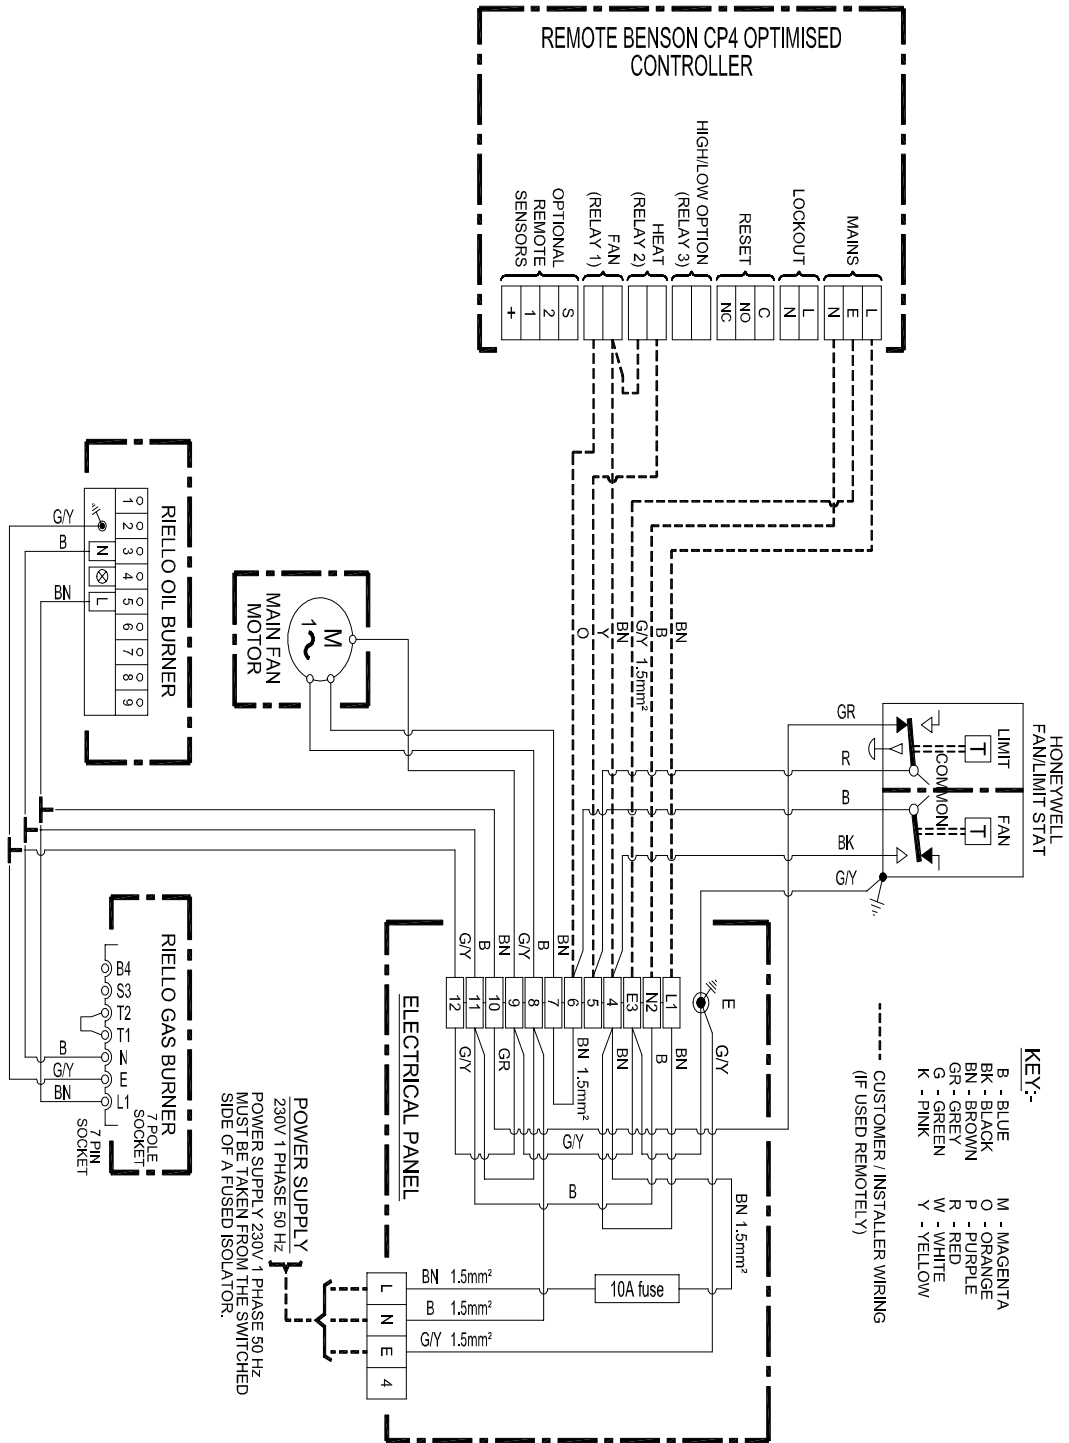 REMOTE BENSON CP4 OPTIMISED
CONTROLLER
OPTIONAL
REMOTE
SENSORS
FAN
(RELAY 1)
HEAT
(RELAY 2)
HIGH/LOW OPTION
(RELAY 3)
RESET
LOCKOUT
MAINS
+
1
2
S
NC
NO
C
N
L
N
E
L
O
Y
BN
G/Y 1.5mm²
B
BN
RIELLO OIL BURNER
1
2
3
4
5
6
7
8
9
N
L
G/Y
B
BN
MAIN FAN
MOTOR
M
1
HONEYWELL
FAN/LIMIT STAT
LIMIT
T
COMMON
FAN
T
GR
R
B
BK
G/Y
RIELLO GAS BURNER
B4
S3
T2
T1
N
E
L1
B
G/Y
BN
7 POLE
SOCKET
7 PIN
SOCKET
ELECTRICAL PANEL
G/Y
B
BN
G/Y
B
BN
12
11
10
9
8
7
6
5
4
E3
N2
L1
E
G/Y
GR
BN 1.5mm²
BN
B
BN
G/Y
G/Y
B
BN 1.5mm²
10A fuse
BN 1.5mm²
B 1.5mm²
G/Y 1.5mm²
L
N
E
4
POWER SUPPLY
230V 1 PHASE 50 Hz
POWER SUPPLY 230V 1 PHASE 50 Hz
MUST BE TAKEN FROM THE SWITCHED
SIDE OF A FUSED ISOLATOR.
KEY:-
B - BLUE
BK - BLACK
BN - BROWN
GR - GREY
G - GREEN
K - PINK
M - MAGENTA
O - ORANGE
P - PURPLE
R - RED
W - WHITE
Y - YELLOW
CUSTOMER / INSTALLER WIRING
(IF USED REMOTELY)